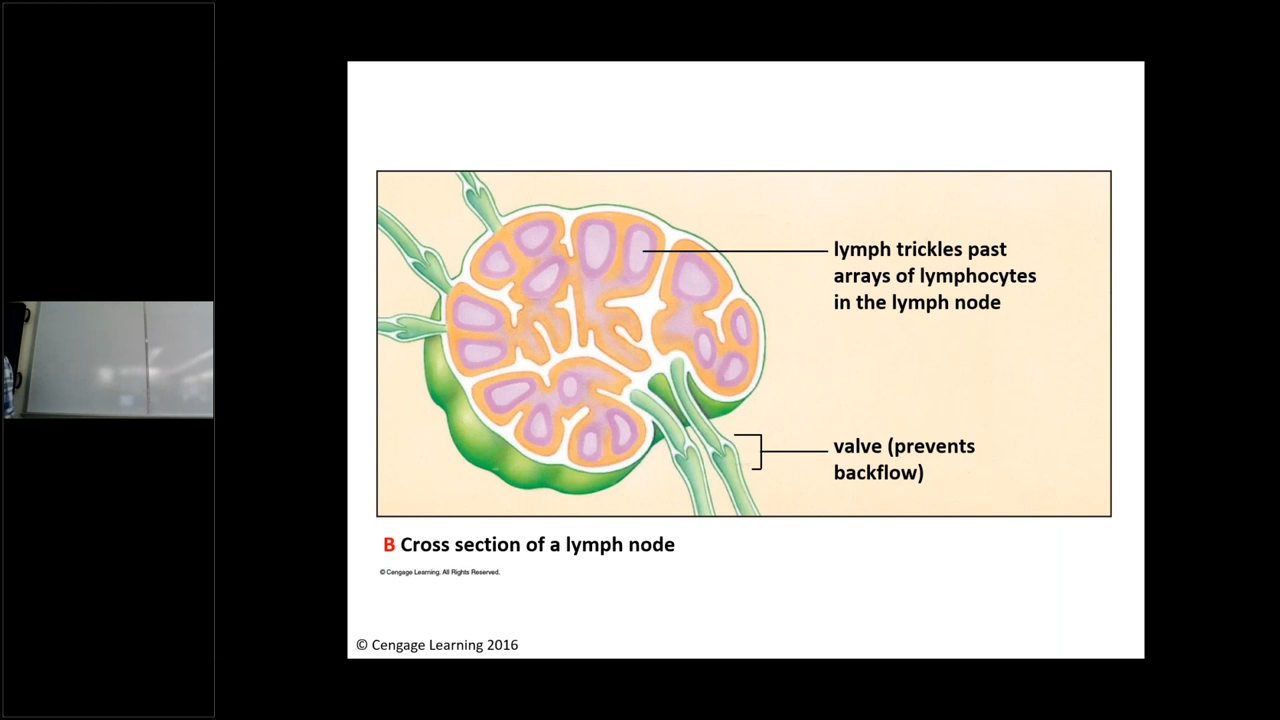 lymph trickles past
arrays of lymphocytes
in the lymph node
valve (prevents
backflow)
B Cross section of a lymph node
© Cengage Learning. All Rights Reserved.
© Cengage Learning 2016